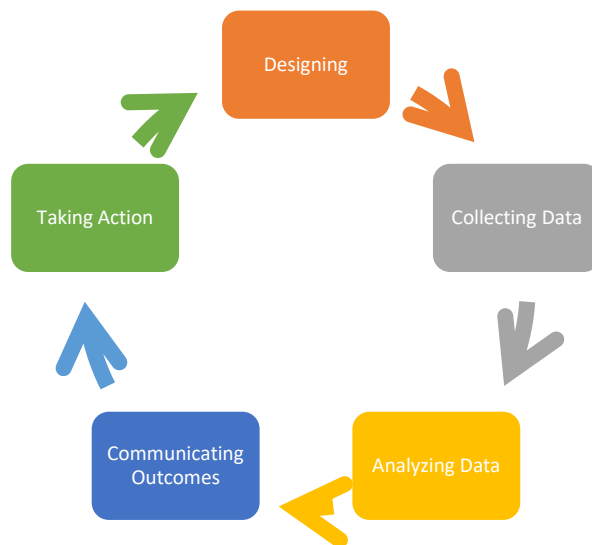 Designing
Collecting Data
Analyzing Data
Communicating
Outcomes
Taking Action